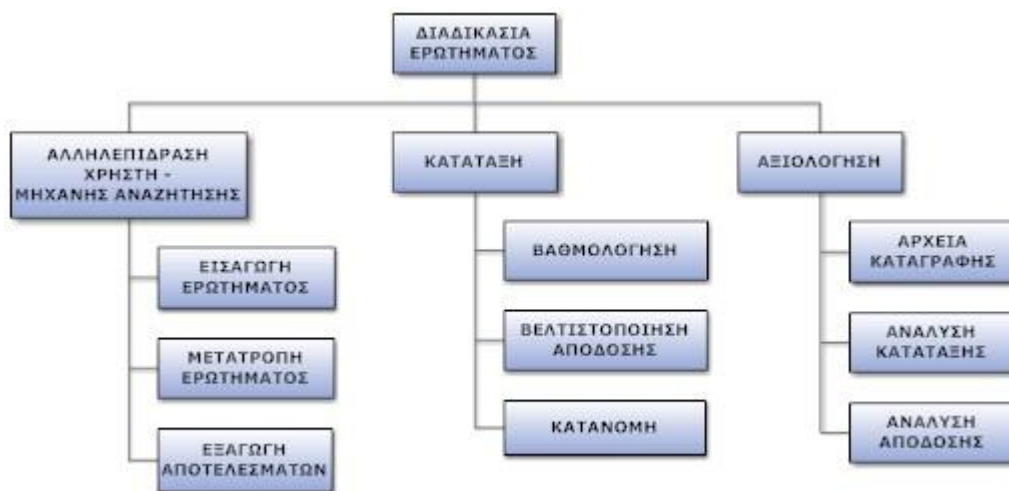 ΔΙΑΔΙΚΑΣΙΑ
ΕΡΩΤΗΜΑΤΟΣ
ΑΛΛΗΛΕΠΙΔΡΑΣΗ
ΧΡΗΣΤΗ -
ΜΗΧΑΝΗΣ ΑΝΑΖΗΤΗΣΗΣ
ΕΙΣΑΓΩΓΗ
ΕΡΩΤΗΜΑΤΟΣ
ΜΕΤΑΤΡΟΠΗ
ΕΡΩΤΗΜΑΤΟΣ
ΕΞΑΓΩΓΗ
ΑΠΟΤΕΛΕΣΜΑΤΩΝ
ΚΑΤΑΤΑΞΗ
ΒΑΘΜΟΛΟΓΗΣΗ
ΒΕΛΤΙΣΤΟΠΟΙΗΣΗ
ΑΠΟΔΟΣΗΣ
ΚΑΤΑΝΟΜΗ
ΑΞΙΟΛΟΓΗΣΗ
ΑΡΧΕΙΑ
ΚΑΤΑΓΡΑΦΗΣ
ΑΝΑΛΥΣΗ
ΚΑΤΑΤΑΞΗΣ
ΑΝΑΛΥΣΗ
ΑΠΟΔΟΣΗΣ